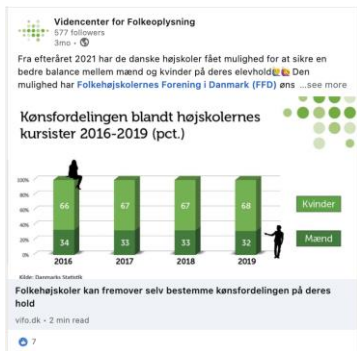 Videncenter for Folkeoplysning
577 followers
3mo •
Fra efteråret 2021 har de danske højskoler fået mulighed for at sikre en
bedre balance mellem mænd og kvinder på deres elevhold Den
mulighed har Folkehøjskolernes Forening i Danmark (FFD) øns ...see more
Kønsfordelingen blandt højskolernes
kursister 2016-2019 (pct.)
100%
80%
60%
40%
20%
0%
66 67 67 68
34 33 33 32
2016 2017 2018 2019
Kvinder
Mænd
Kilde: Danmarks Statistik
Folkehøjskoler kan fremover selv bestemme kønsfordelingen på deres
hold
vifo.dk • 2 min read
7